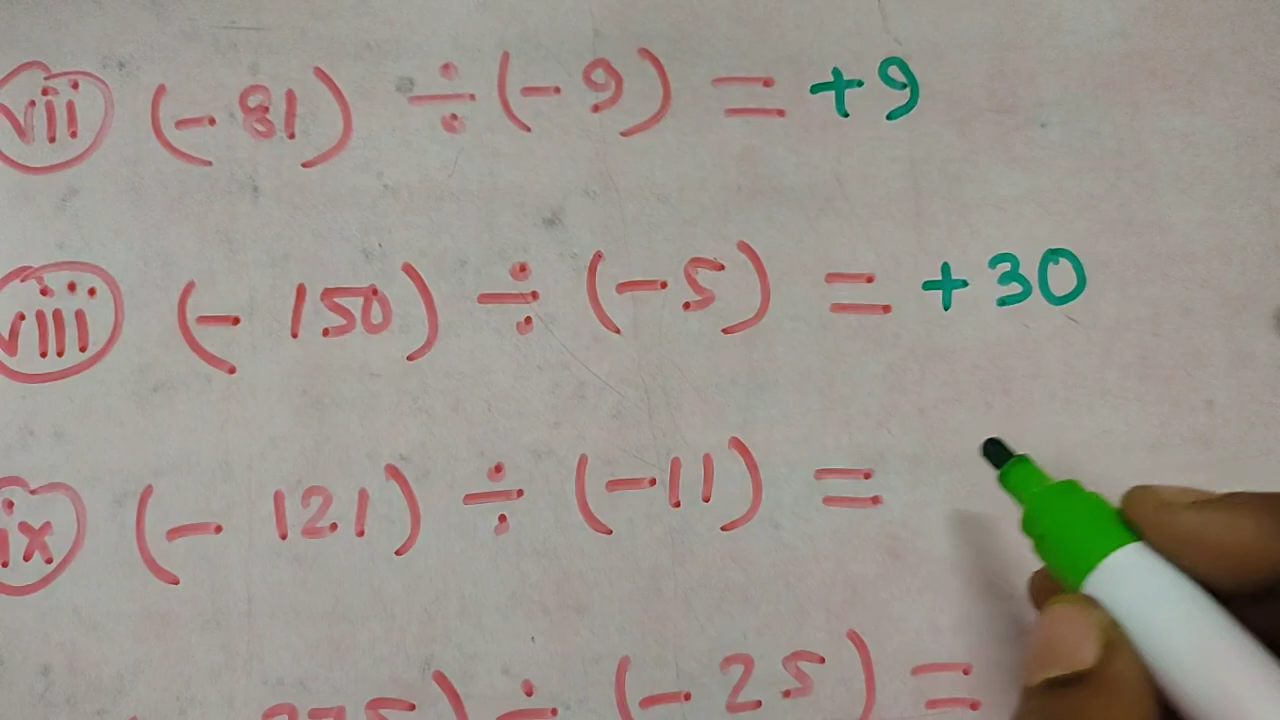 vii (- 81) ÷ (- 9) = +9
viii (- 150) ÷ (- 5) = + 30
ix (- 121) ÷ (-11) =
) ÷ (- 25) =